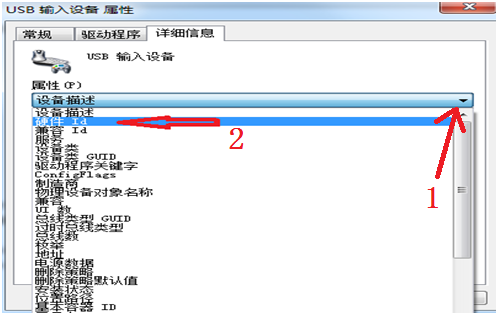 USB 输入设备 属性
常规 驱动程序 详细信息
USB 输入设备
属性(P)
设备描述
设备描述
硬件 Id
兼容 Id
服务
设备类
设备类 GUID
驱动程序关键字
ConfigFlags
制造商
物理设备对象名称
兼容
UI 数
总线类型 GUID
过时总线类型
总线数
枚举
地址
电源数据
删除策略
删除策略默认值
安装状态
位置路径
基本容器 ID
2
1